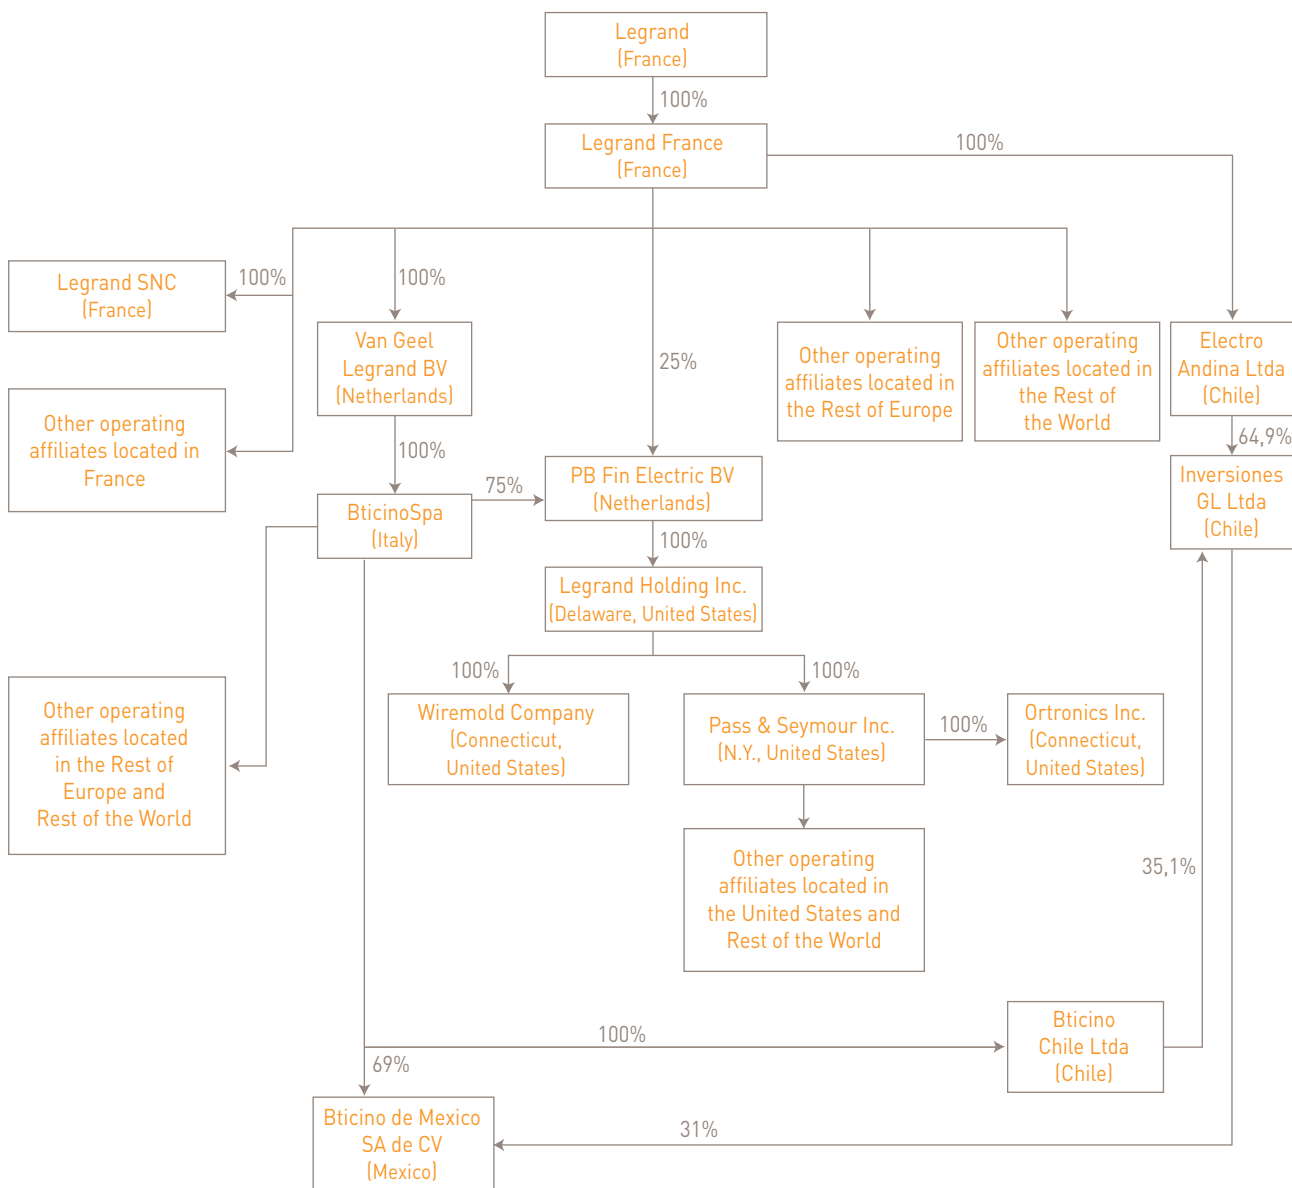 Legrand
(France)
100%
Legrand France
(France)
100%
Legrand SNC
(France)
100%
100%
Van Geel
Legrand BV
(Netherlands)
25%
Other operating
affiliates located in
the Rest of Europe
Other operating
affiliates located in
the Rest of
the World
Electro
Andina Ltda
(Chile)
Other operating
affiliates located in
France
100%
64,9%
BticinoSpa
(Italy)
75%
PB Fin Electric BV
(Netherlands)
Inversiones
GL Ltda
(Chile)
100%
Legrand Holding Inc.
(Delaware, United States)
100%
100%
Other operating
affiliates located
in the Rest of
Europe and
Rest of the World
Wiremold Company
(Connecticut,
United States)
Pass & Seymour Inc.
(N.Y., United States)
100%
Ortronics Inc.
(Connecticut,
United States)
Other operating
affiliates located in
the United States and
Rest of the World
35,1%
100%
Bticino
Chile Ltda
(Chile)
69%
Bticino de Mexico
SA de CV
(Mexico)
31%